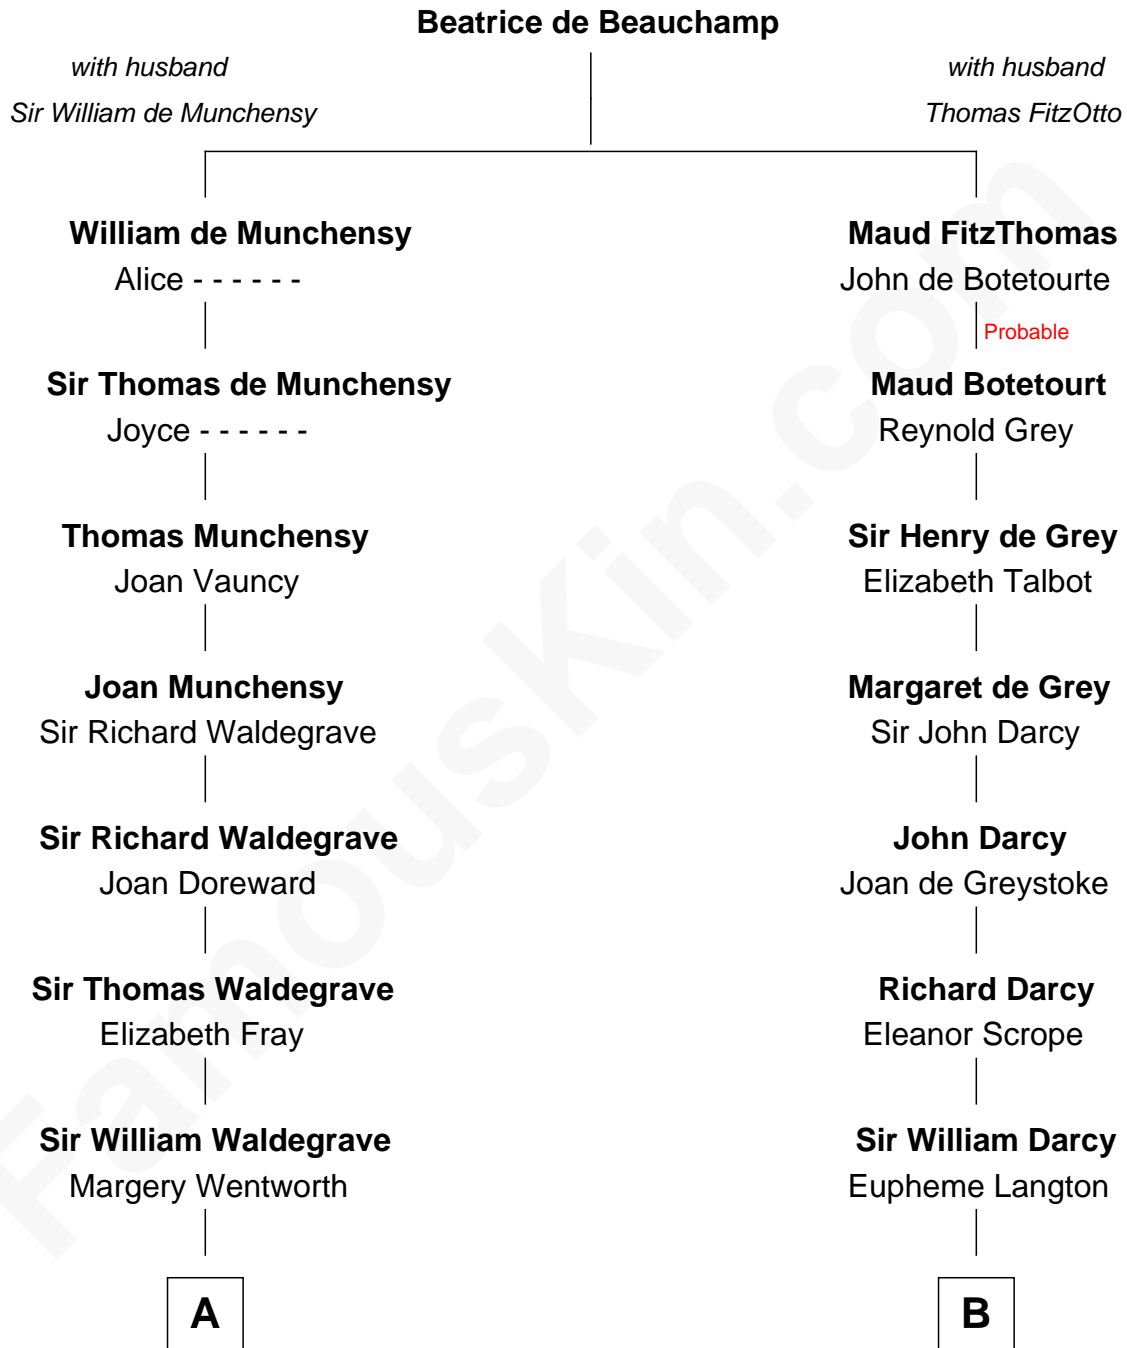 Beatrice de Beauchamp
with husband
Sir William de Munchensy
with husband
Thomas FitzOtto
William de Munchensy
Alice - - - - - -
Maud FitzThomas
John de Botetourte
Probable
Sir Thomas de Munchensy
Joyce - - - - - -
Maud Botetourt
Reynold Grey
Thomas Munchensy
Joan Vauncy
Sir Henry de Grey
Elizabeth Talbot
Joan Munchensy
Sir Richard Waldegrave
Margaret de Grey
Sir John Darcy
Sir Richard Waldegrave
Joan Doreward
John Darcy
Joan de Greystoke
Sir Thomas Waldegrave
Elizabeth Fray
Richard Darcy
Eleanor Scrope
Sir William Waldegrave
Margery Wentworth
Sir William Darcy
Eupheme Langton
A
B
FamousKin.com